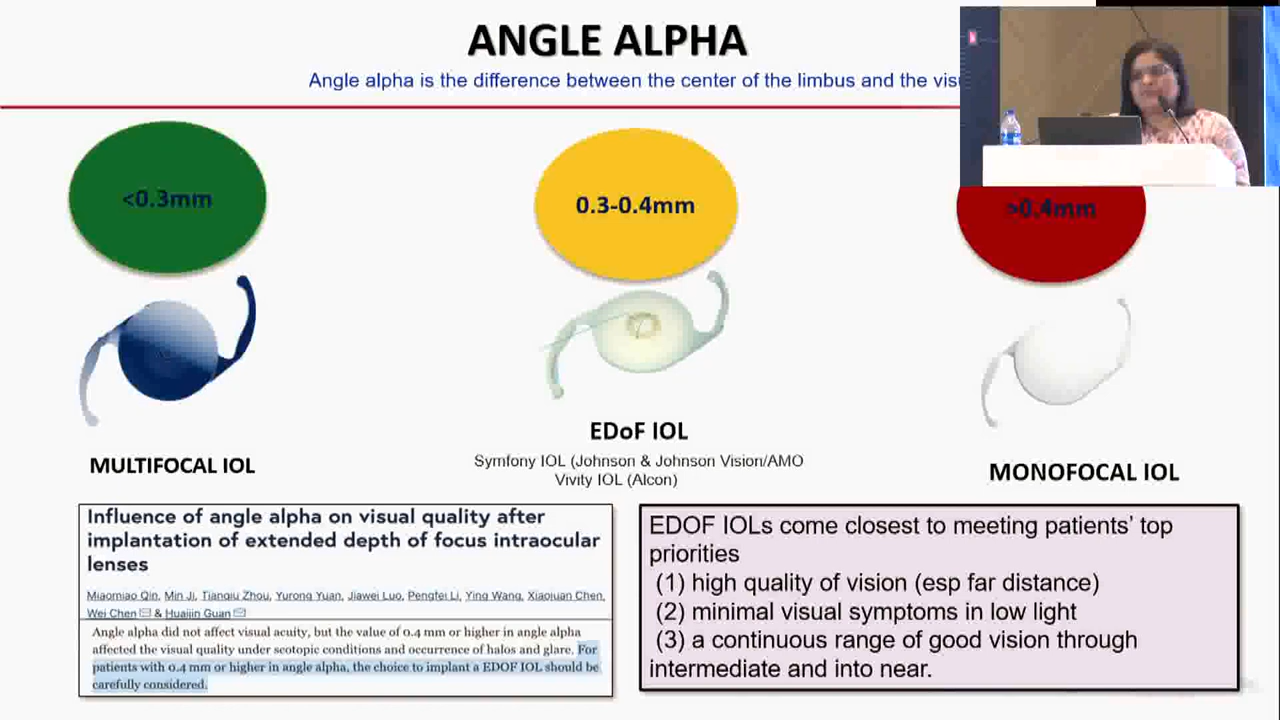 ANGLE ALPHA
Angle alpha is the difference between the center of the limbus and the
<0.3mm
0.3-0.4mm
>0.4mm
MULTIFOCAL IOL
EDoF IOL
Symfony IOL (Johnson & Johnson Vision/AMO
Vivity IOL (Alcon)
MONOFOCAL IOL
Influence of angle alpha on visual quality after
implantation of extended depth of focus intraocular
lenses
Miaomiao Qin, Min Ji, Tianqiu Zhou, Yurong Yuan, Jiawei Luo, Pengfei Li, Ying Wang, Xiaojuan Chen,
Wei Chen & Huaijin Guan
Angle alpha did not affect visual acuity, but the value of 0.4 mm or higher in angle alpha
affected the visual quality under scotopic conditions and occurrence of halos and glare. For
patients with 0.4 mm or higher in angle alpha, the choice to implant a EDOF IOL should be
carefully considered.
EDOF IOLs come closest to meeting patients' top
priorities
(1) high quality of vision (esp far distance)
(2) minimal visual symptoms in low light
(3) a continuous range of good vision through
intermediate and into near.